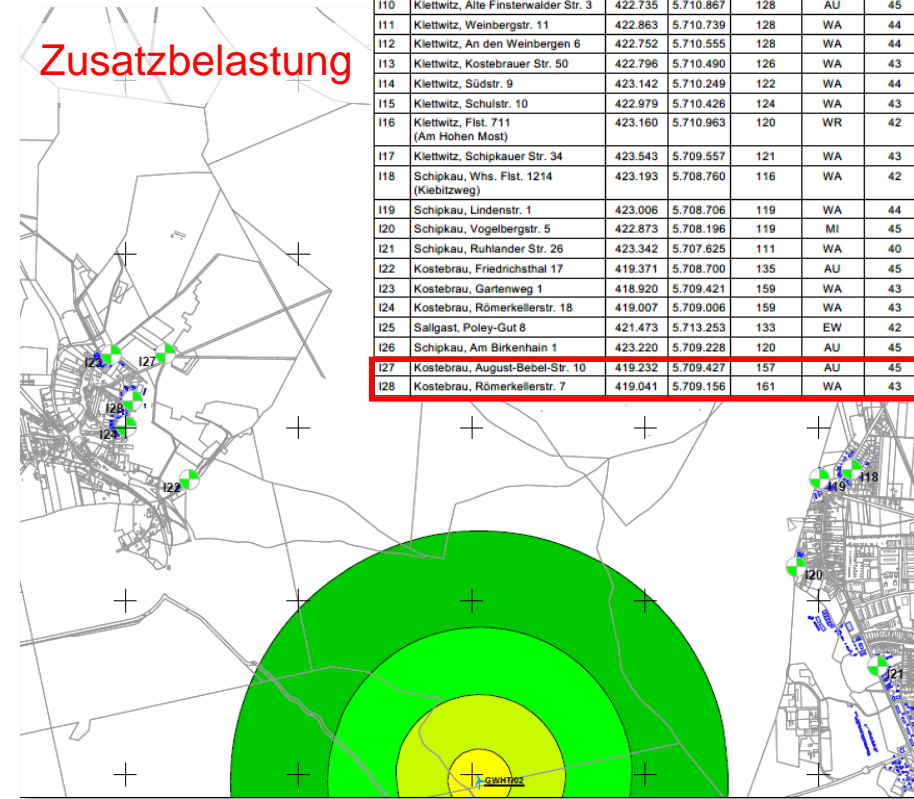 Zusatzbelastung
I10 Klettwitz, Alte Finsterwalder Str. 3 422.735 5.710.867 128 AU 45
I11 Klettwitz, Weinbergstr. 11 422.863 5.710.739 128 WA 44
I12 Klettwitz, An den Weinbergen 6 422.752 5.710.555 128 WA 44
I13 Klettwitz, Kostebrauer Str. 50 422.796 5.710.490 126 WA 43
I14 Klettwitz, Südstr. 9 423.142 5.710.249 122 WA 44
I15 Klettwitz, Schulstr. 10 422.979 5.710.426 124 WA 43
I16 Klettwitz, Flst. 711 423.160 5.710.963 120 WR 42
(Am Hohen Most)
I17 Klettwitz, Schipkauer Str. 34 423.543 5.709.557 121 WA 43
I18 Schipkau, Whs. Flst. 1214 423.193 5.708.760 116 WA 42
(Kiebitzweg)
I19 Schipkau, Lindenstr. 1 423.006 5.708.706 119 WA 44
I20 Schipkau, Vogelbergstr. 5 422.873 5.708.196 119 MI 45
I21 Schipkau, Ruhlander Str. 26 423.342 5.707.625 111 WA 40
I22 Kostebrau, Friedrichsthal 17 419.371 5.708.700 135 AU 45
I23 Kostebrau, Gartenweg 1 418.920 5.709.421 159 WA 43
I24 Kostebrau, Römerkellerstr. 18 419.007 5.709.006 159 WA 43
I25 Sallgast, Poley-Gut 8 421.473 5.713.253 133 EW 42
I26 Schipkau, Am Birkenhain 1 423.220 5.709.228 120 AU 45
I27 Kostebrau, August-Bebel-Str. 10 419.232 5.709.427 157 AU 45
I28 Kostebrau, Römerkellerstr. 7 419.041 5.709.156 161 WA 43
I23
I27
I28
I24
I22
I19
I18
I20
I21
GWHT/02